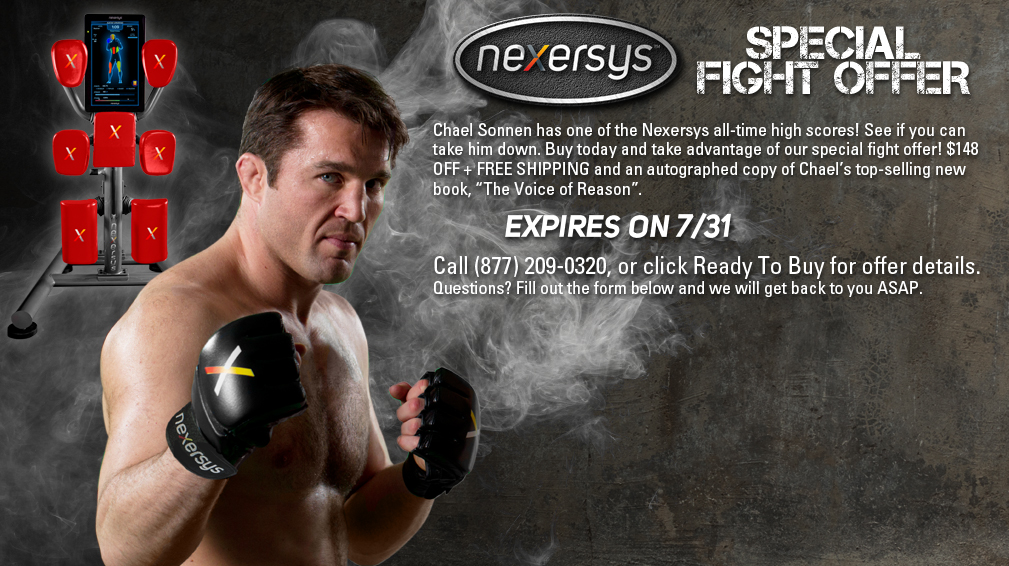 nexersys™
SPECIAL
FIGHT OFFER
Chael Sonnen has one of the Nexersys all-time high scores! See if you can
take him down. Buy today and take advantage of our special fight offer! $148
OFF + FREE SHIPPING and an autographed copy of Chael's top-selling new
book, “The Voice of Reason”.
EXPIRES ON 7/31
Call (877) 209-0320, or click Ready To Buy for offer details.
Questions? Fill out the form below and we will get back to you ASAP.
X
nexersys